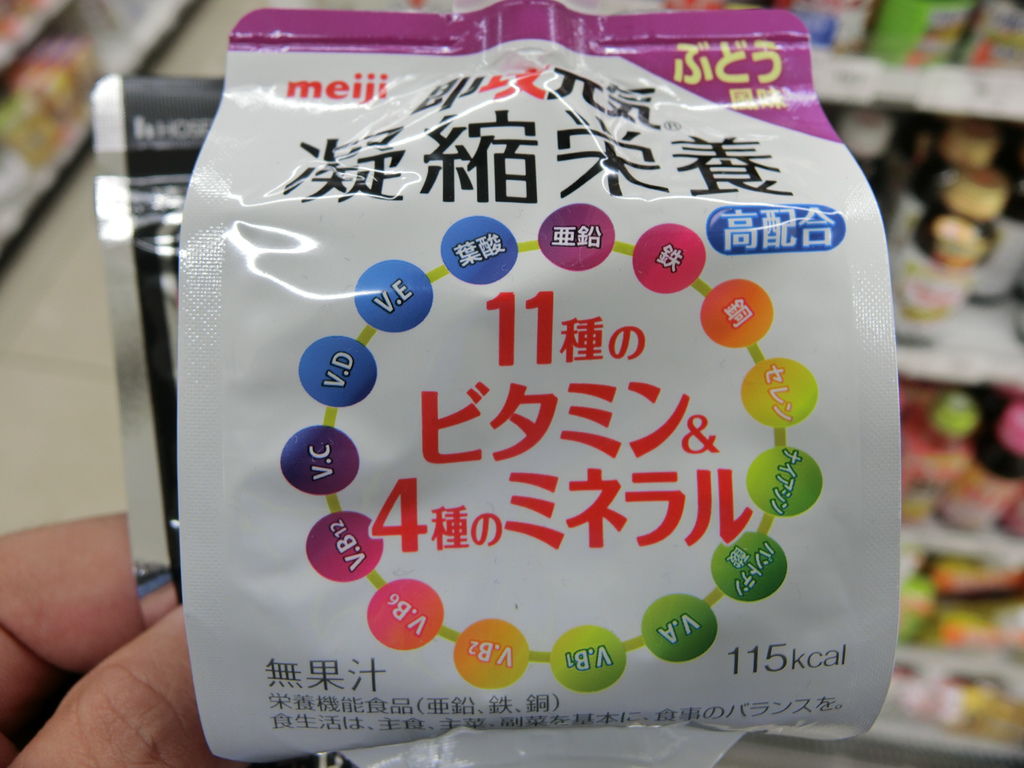 ぶどう
風味
meiji 即攻元気®
凝縮栄養
高配合
亜鉛
鉄
銅
セレン
ナイアシン
パントテン
酸
V.A
V.B1
V.B2
V.B6
V.B12
V.C
V.D
V.E
葉酸
11種の
ビタミン&
4種のミネラル
115kcal
無果汁
栄養機能食品(亜鉛、鉄、銅)
食生活は、主食、主菜、副菜を基本に、食事のバランスを。